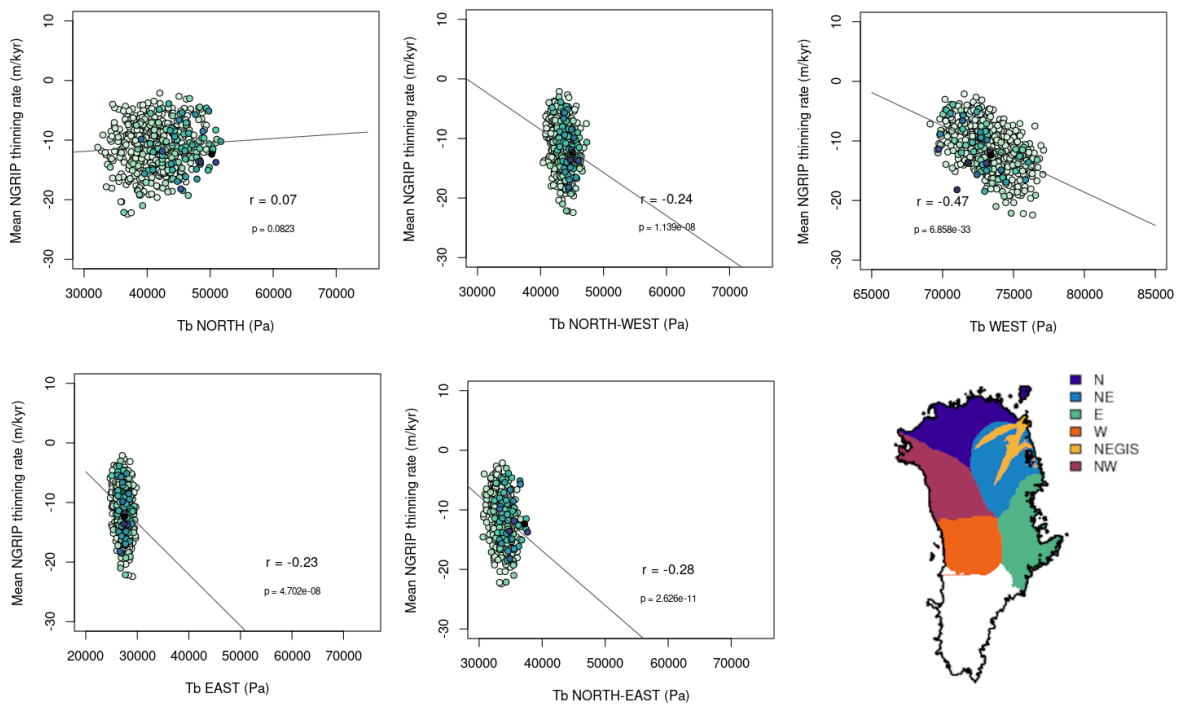 Mean NGRIP thinning rate (m/kyr)
10
0
-10
-20
-30
r = 0.07
p = 0.0823
30000 40000 50000 60000 70000
Tb NORTH (Pa)
Mean NGRIP thinning rate (m/kyr)
10
0
-10
-20
-30
r = -0.24
p = 1.139e-08
30000 40000 50000 60000 70000
Tb NORTH-WEST (Pa)
Mean NGRIP thinning rate (m/kyr)
10
0
-10
-20
-30
r = -0.47
p = 6.858e-33
65000 70000 75000 80000 85000
Tb WEST (Pa)
Mean NGRIP thinning rate (m/kyr)
10
0
-10
-20
-30
r = -0.23
p = 4.702e-08
20000 30000 40000 50000 60000 70000
Tb EAST (Pa)
Mean NGRIP thinning rate (m/kyr)
10
0
-10
-20
-30
r = -0.28
p = 2.626e-11
30000 40000 50000 60000 70000
Tb NORTH-EAST (Pa)
N
NE
E
W
NEGIS
NW